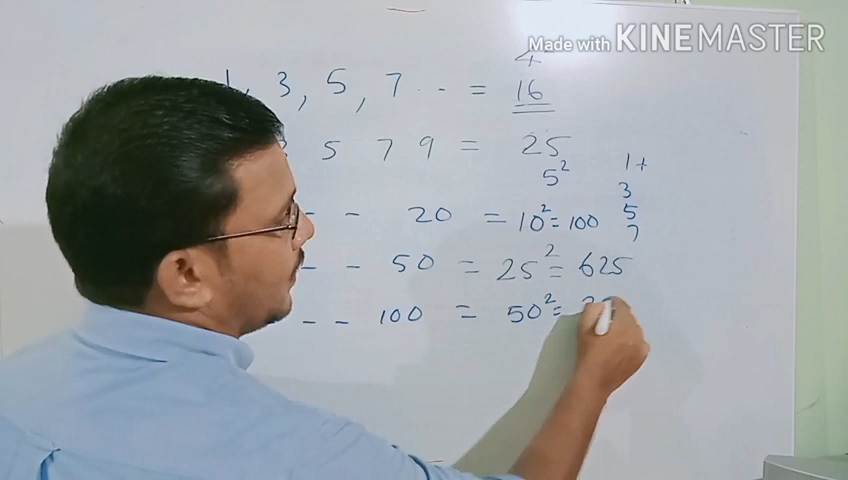 Made with KINEMASTER
4
1, 3, 5, 7 .. = 16
5 7 9 = 25
5² 1+
3
- - 20 = 10² = 100 5
7
- - 50 = 25² = 625
- - 100 = 50² =